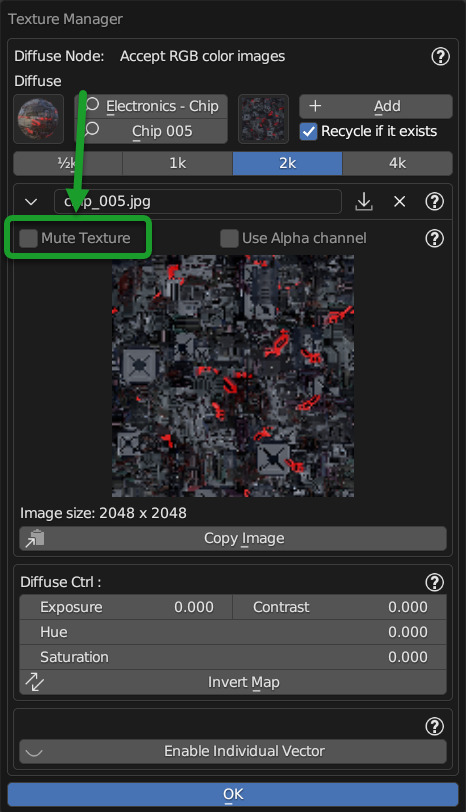 Texture Manager
Diffuse Node: Accept RGB color images
Diffuse
Electronics - Chip
Add
Chip 005
Recycle if it exists
½k 1k 2k 4k
chip_005.jpg
Mute Texture Use Alpha channel
Image size: 2048 x 2048
Copy Image
Diffuse Ctrl :
Exposure 0.000 Contrast 0.000
Hue 0.000
Saturation 0.000
Invert Map
Enable Individual Vector
OK